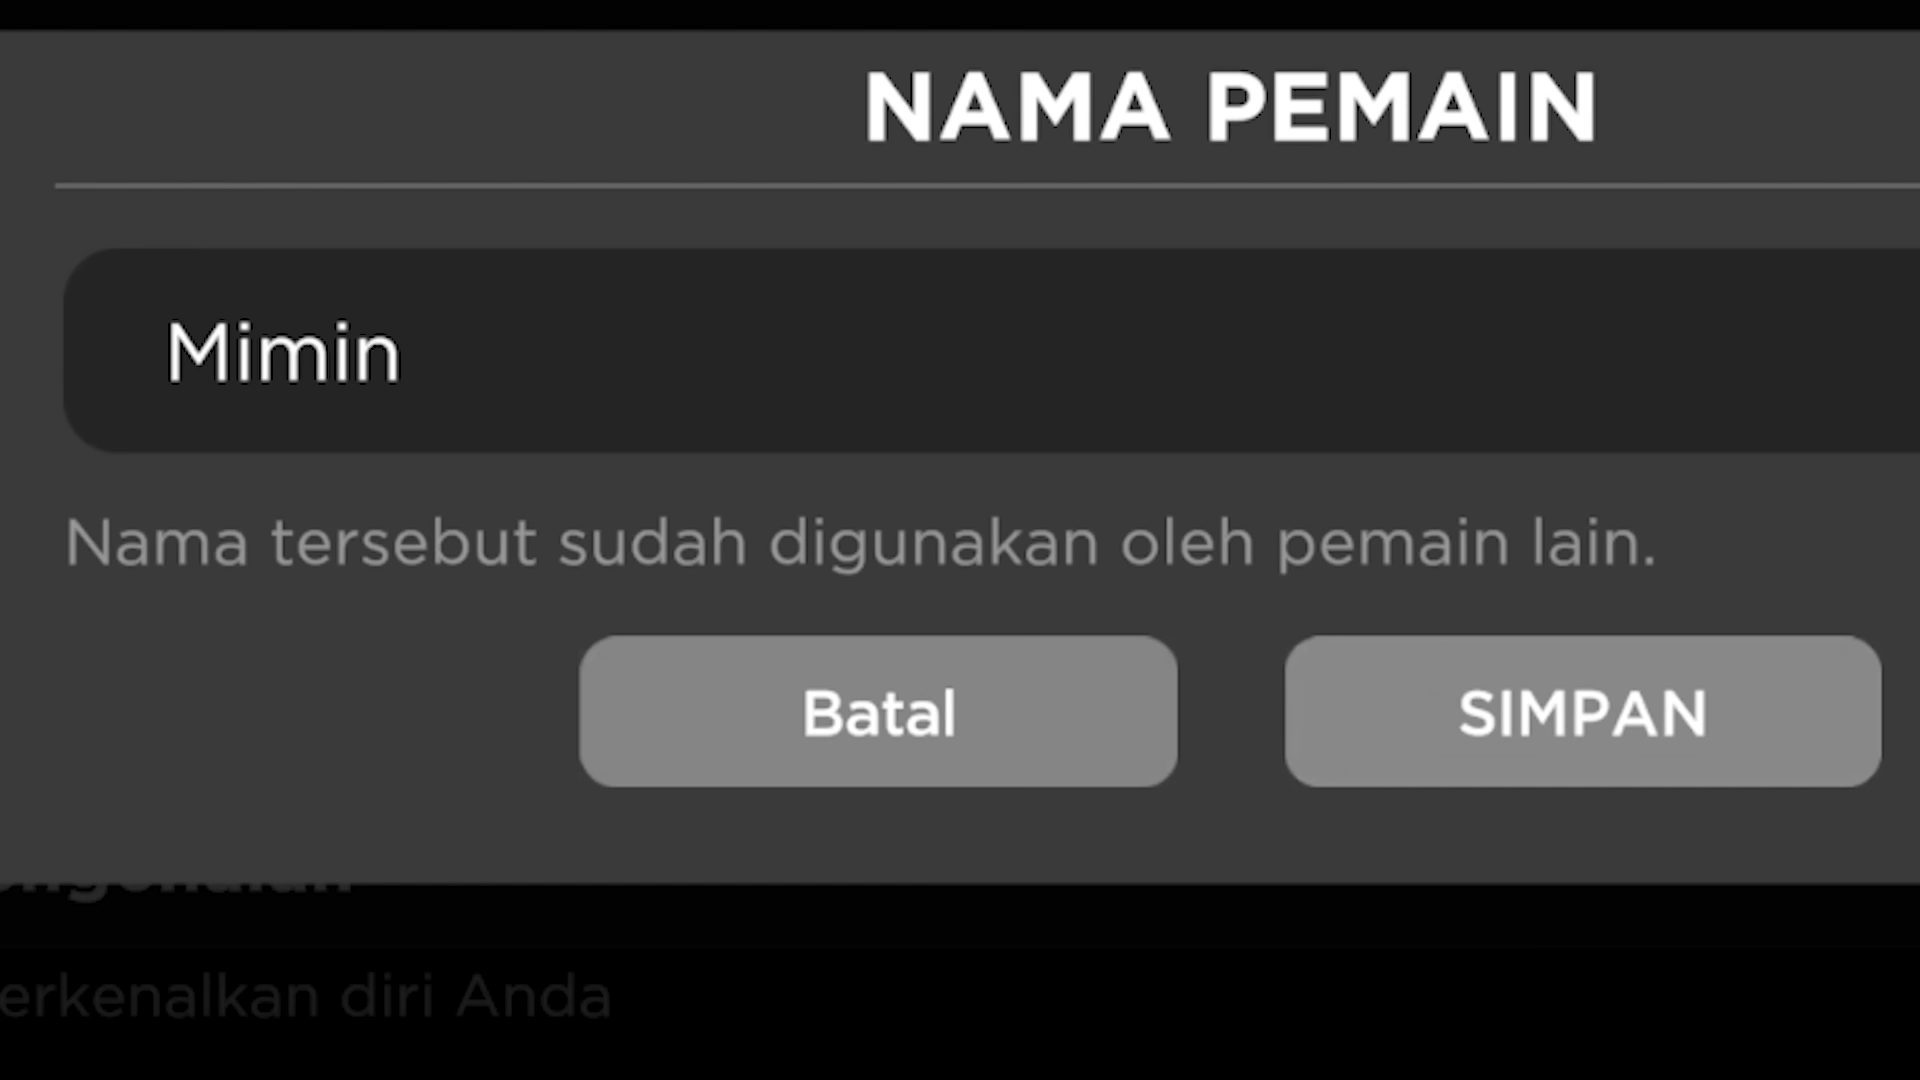 NAMA PEMAIN
Mimin
Nama tersebut sudah digunakan oleh pemain lain.
Batal
SIMPAN
erkenalkan diri Anda